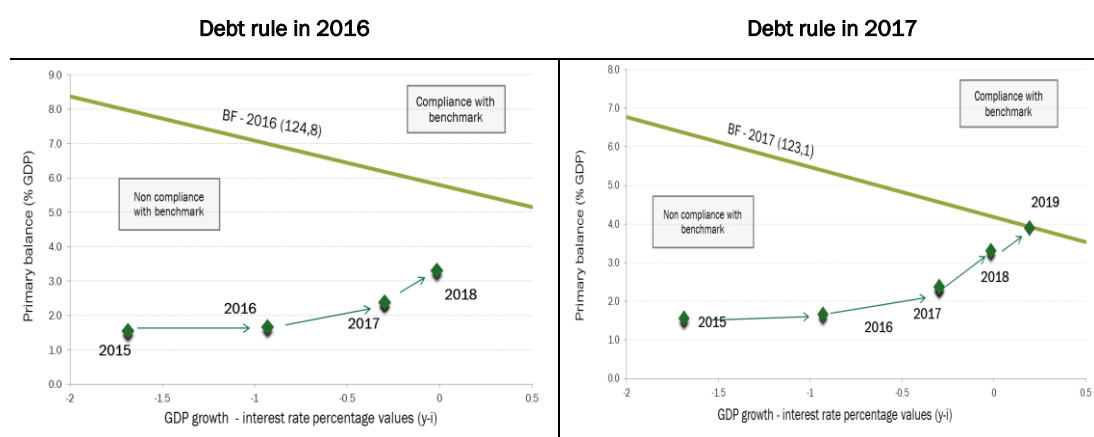 Debt rule in 2016
9.0
8.0
7.0
6.0
5.0
4.0
3.0
2.0
1.0
0.0
Primary balance (% GDP)
BF - 2016 (124,8)
Compliance with
benchmark
Non compliance
with benchmark
2015
2016
2017
2018
-2
-1.5
-1
-0.5
0
0.5
GDP growth - interest rate percentage values (y-i)
Debt rule in 2017
8.0
7.0
6.0
5.0
4.0
3.0
2.0
1.0
0.0
Primary balance (% GDP)
BF - 2017 (123,1)
Compliance with
benchmark
Non compliance with
benchmark
2015
2016
2017
2018
2019
-2
-1.5
-1
-0.5
0
0.5
GDP growth - interest rate percentage values (y-i)